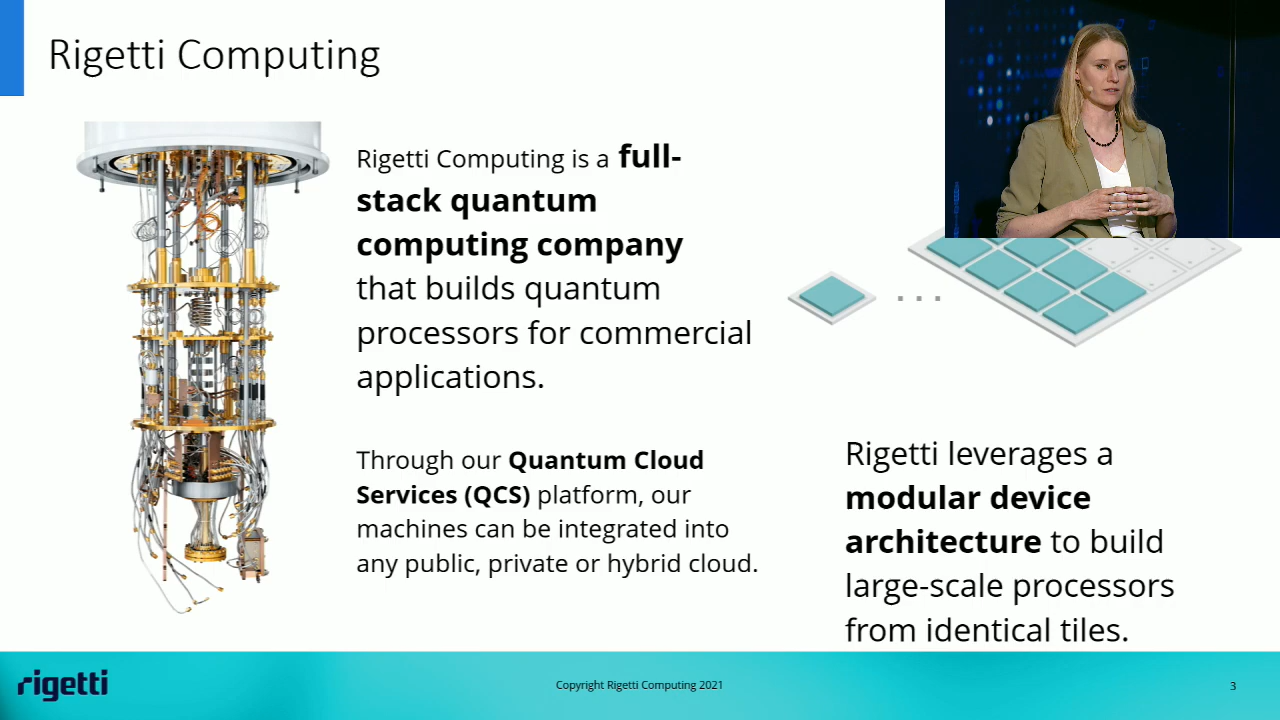 Rigetti Computing
Rigetti Computing is a full-
stack quantum
computing company
that builds quantum
processors for commercial
applications.
Through our Quantum Cloud
Services (QCS) platform, our
machines can be integrated into
any public, private or hybrid cloud.
Rigetti leverages a
modular device
architecture to build
large-scale processors
from identical tiles.
rigetti
Copyright Rigetti Computing 2021
3